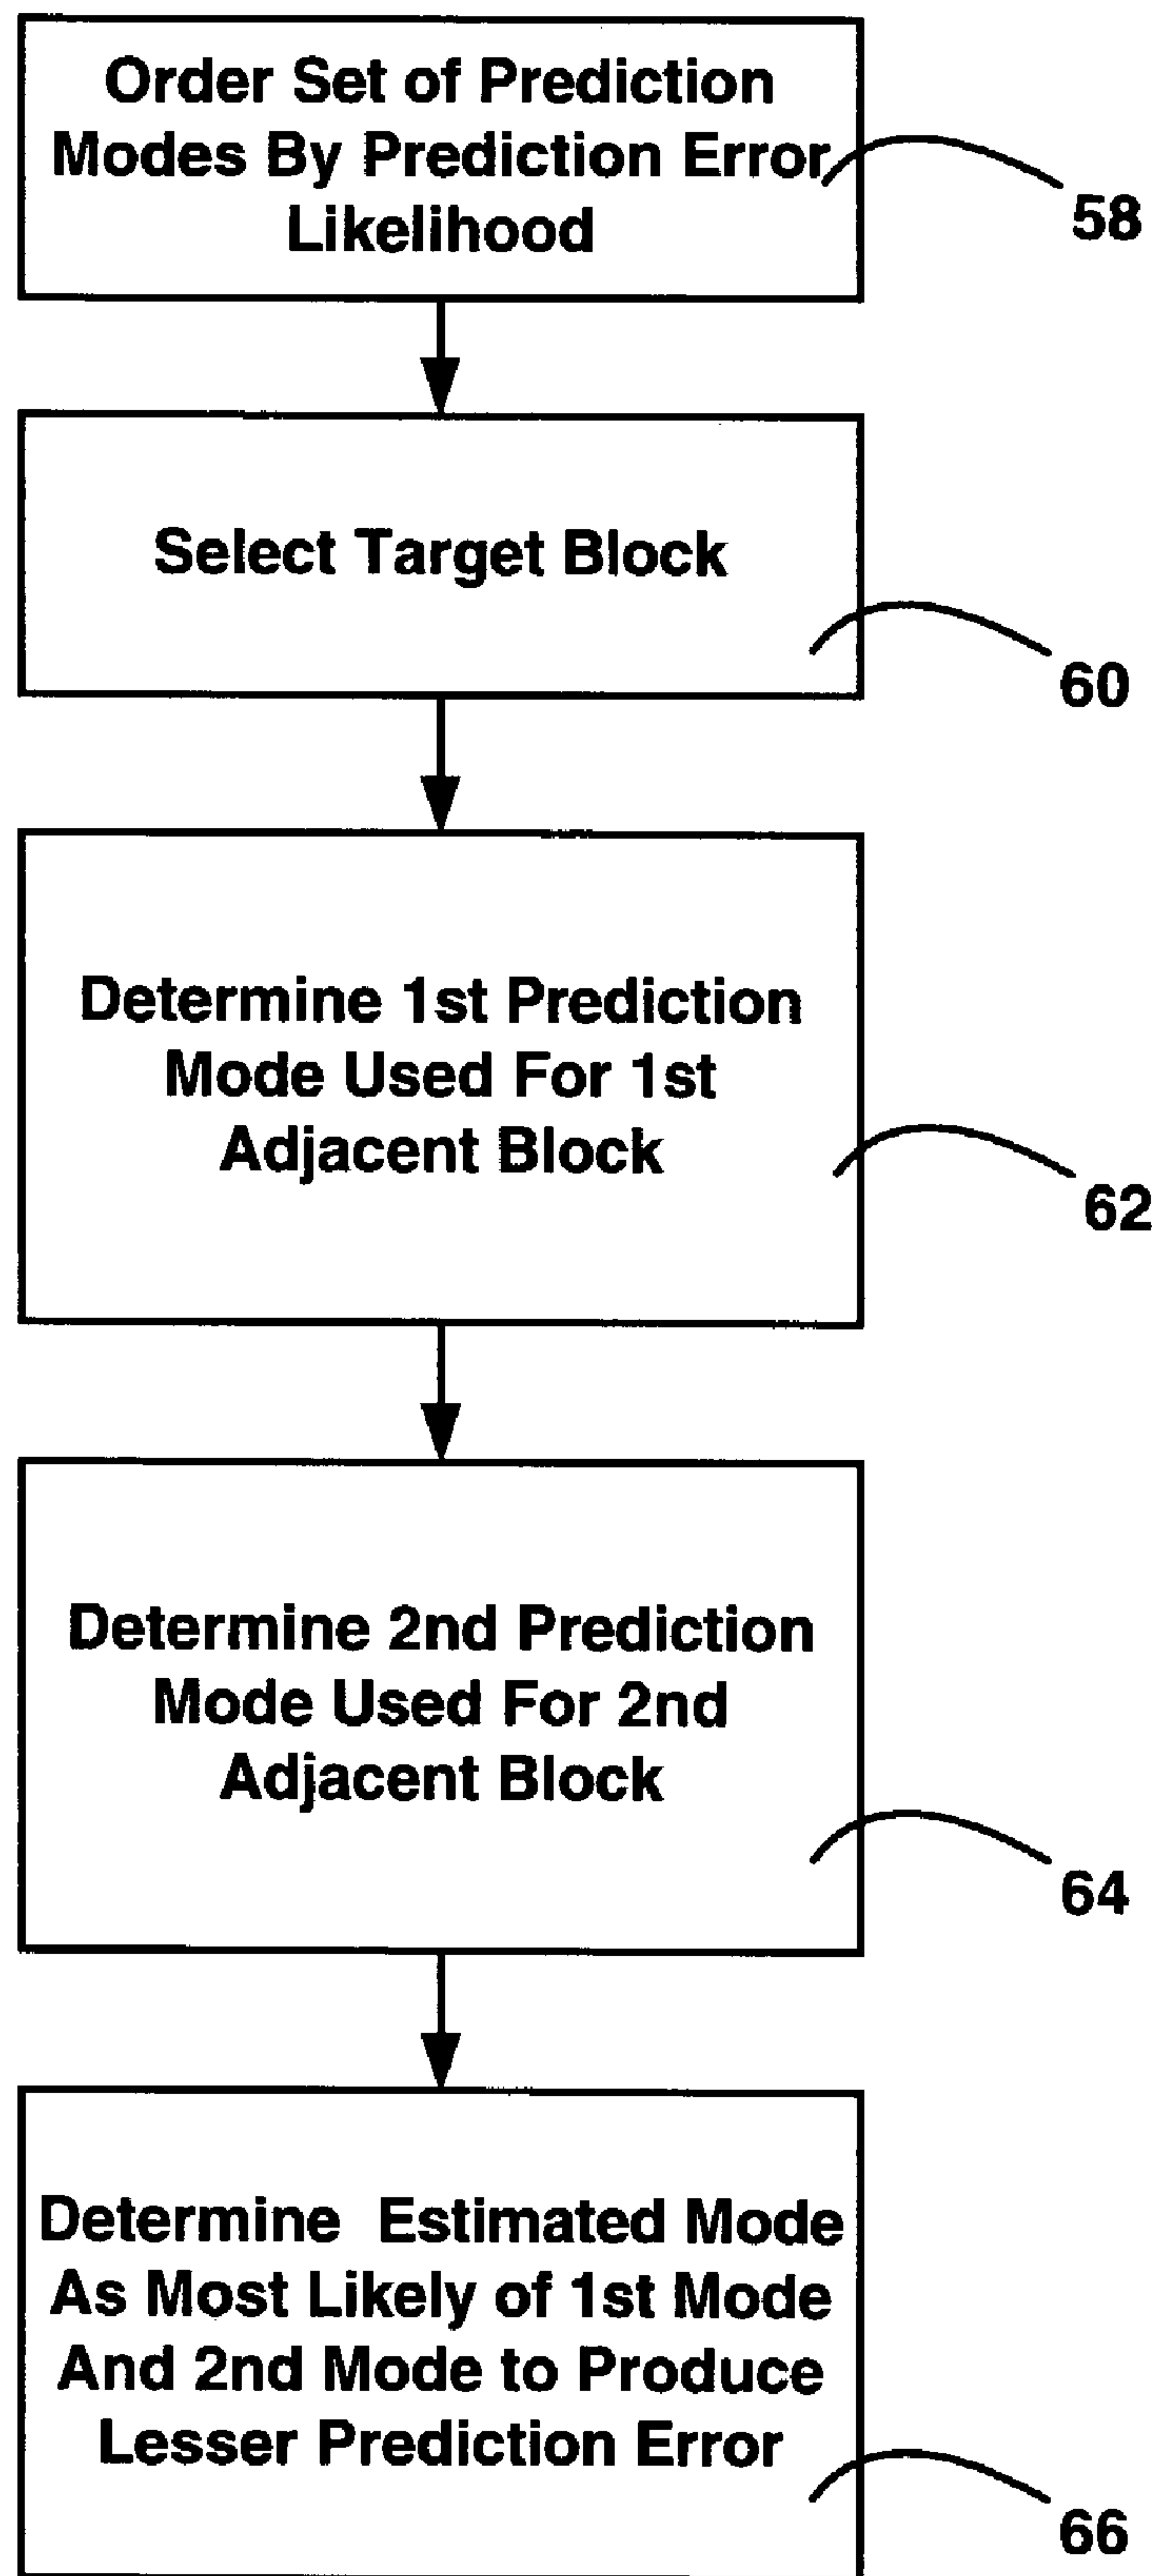 Order Set of Prediction
Modes By Prediction Error
Likelihood
58
Select Target Block
60
Determine 1st Prediction
Mode Used For 1st
Adjacent Block
62
Determine 2nd Prediction
Mode Used For 2nd
Adjacent Block
64
Determine Estimated Mode
As Most Likely of 1st Mode
And 2nd Mode to Produce
Lesser Prediction Error
66